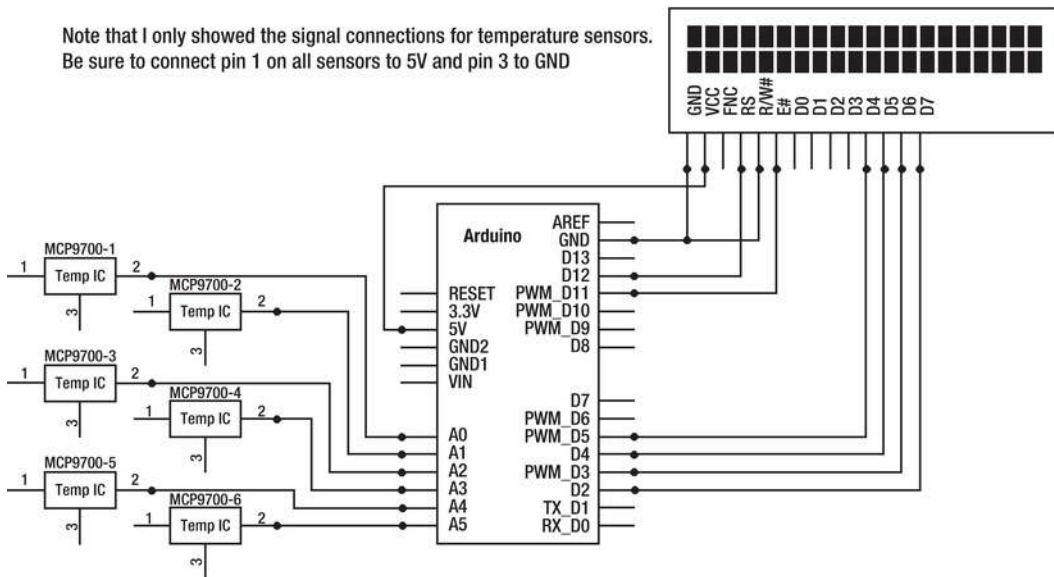 Note that I only showed the signal connections for temperature sensors.
Be sure to connect pin 1 on all sensors to 5V and pin 3 to GND
GND
VCC
FNC
RS
R/W#
E#
D0
D1
D2
D3
D4
D5
D6
D7
Arduino
AREF
GND
D13
D12
PWM_D11
PWM_D10
PWM_D9
D8
D7
PWM_D6
PWM_D5
D4
PWM_D3
D2
TX_D1
RX_D0
RESET
3.3V
5V
GND2
GND1
VIN
A0
A1
A2
A3
A4
A5
MCP9700-1
1 Temp IC 2
3
MCP9700-2
1 Temp IC 2
3
MCP9700-3
1 Temp IC 2
3
MCP9700-4
1 Temp IC 2
3
MCP9700-5
1 Temp IC 2
3
MCP9700-6
1 Temp IC 2
3